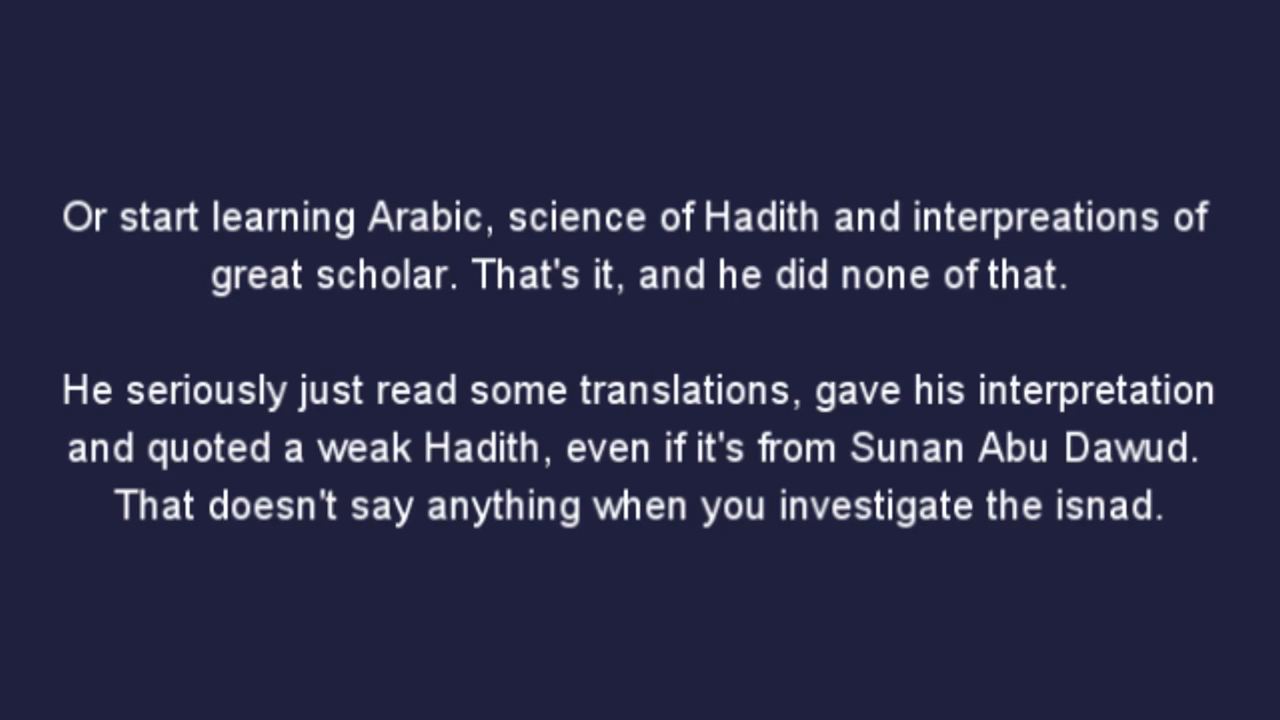 Or start learning Arabic, science of Hadith and interpreations of
great scholar. That's it, and he did none of that.
He seriously just read some translations, gave his interpretation
and quoted a weak Hadith, even if it's from Sunan Abu Dawud.
That doesn't say anything when you investigate the isnad.